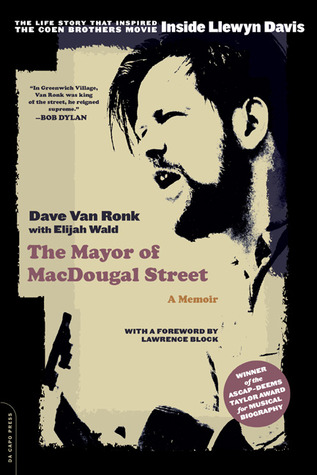 THE LIFE STORY THAT INSPIRED
THE COEN BROTHERS MOVIE Inside Llewyn Davis
"In Greenwich Village,
Van Ronk was king
of the street, he reigned
supreme."
—BOB DYLAN
Dave Van Ronk
with Elijah Wald
The Mayor of
MacDougal Street
A Memoir
WITH A FOREWORD BY
LAWRENCE BLOCK
WINNER
of the
ASCAP-DEEMS
TAYLOR AWARD
for MUSICAL
BIOGRAPHY
DA CAPO PRESS